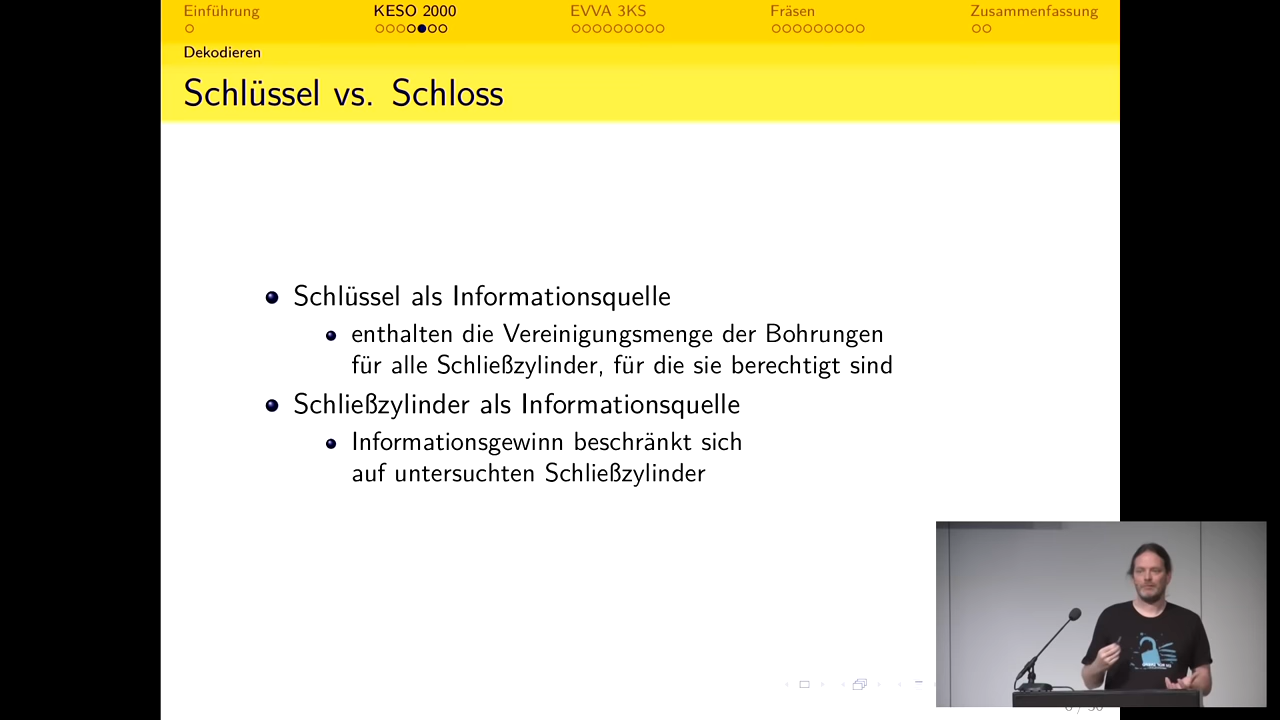 Einführung
KESO 2000
EVVA 3KS
Fräsen
Zusammenfassung
Dekodieren
Schlüssel vs. Schloss
Schlüssel als Informationsquelle
enthalten die Vereinigungsmenge der Bohrungen
für alle Schließzylinder, für die sie berechtigt sind
Schließzylinder als Informationsquelle
Informationsgewinn beschränkt sich
auf untersuchten Schließzylinder